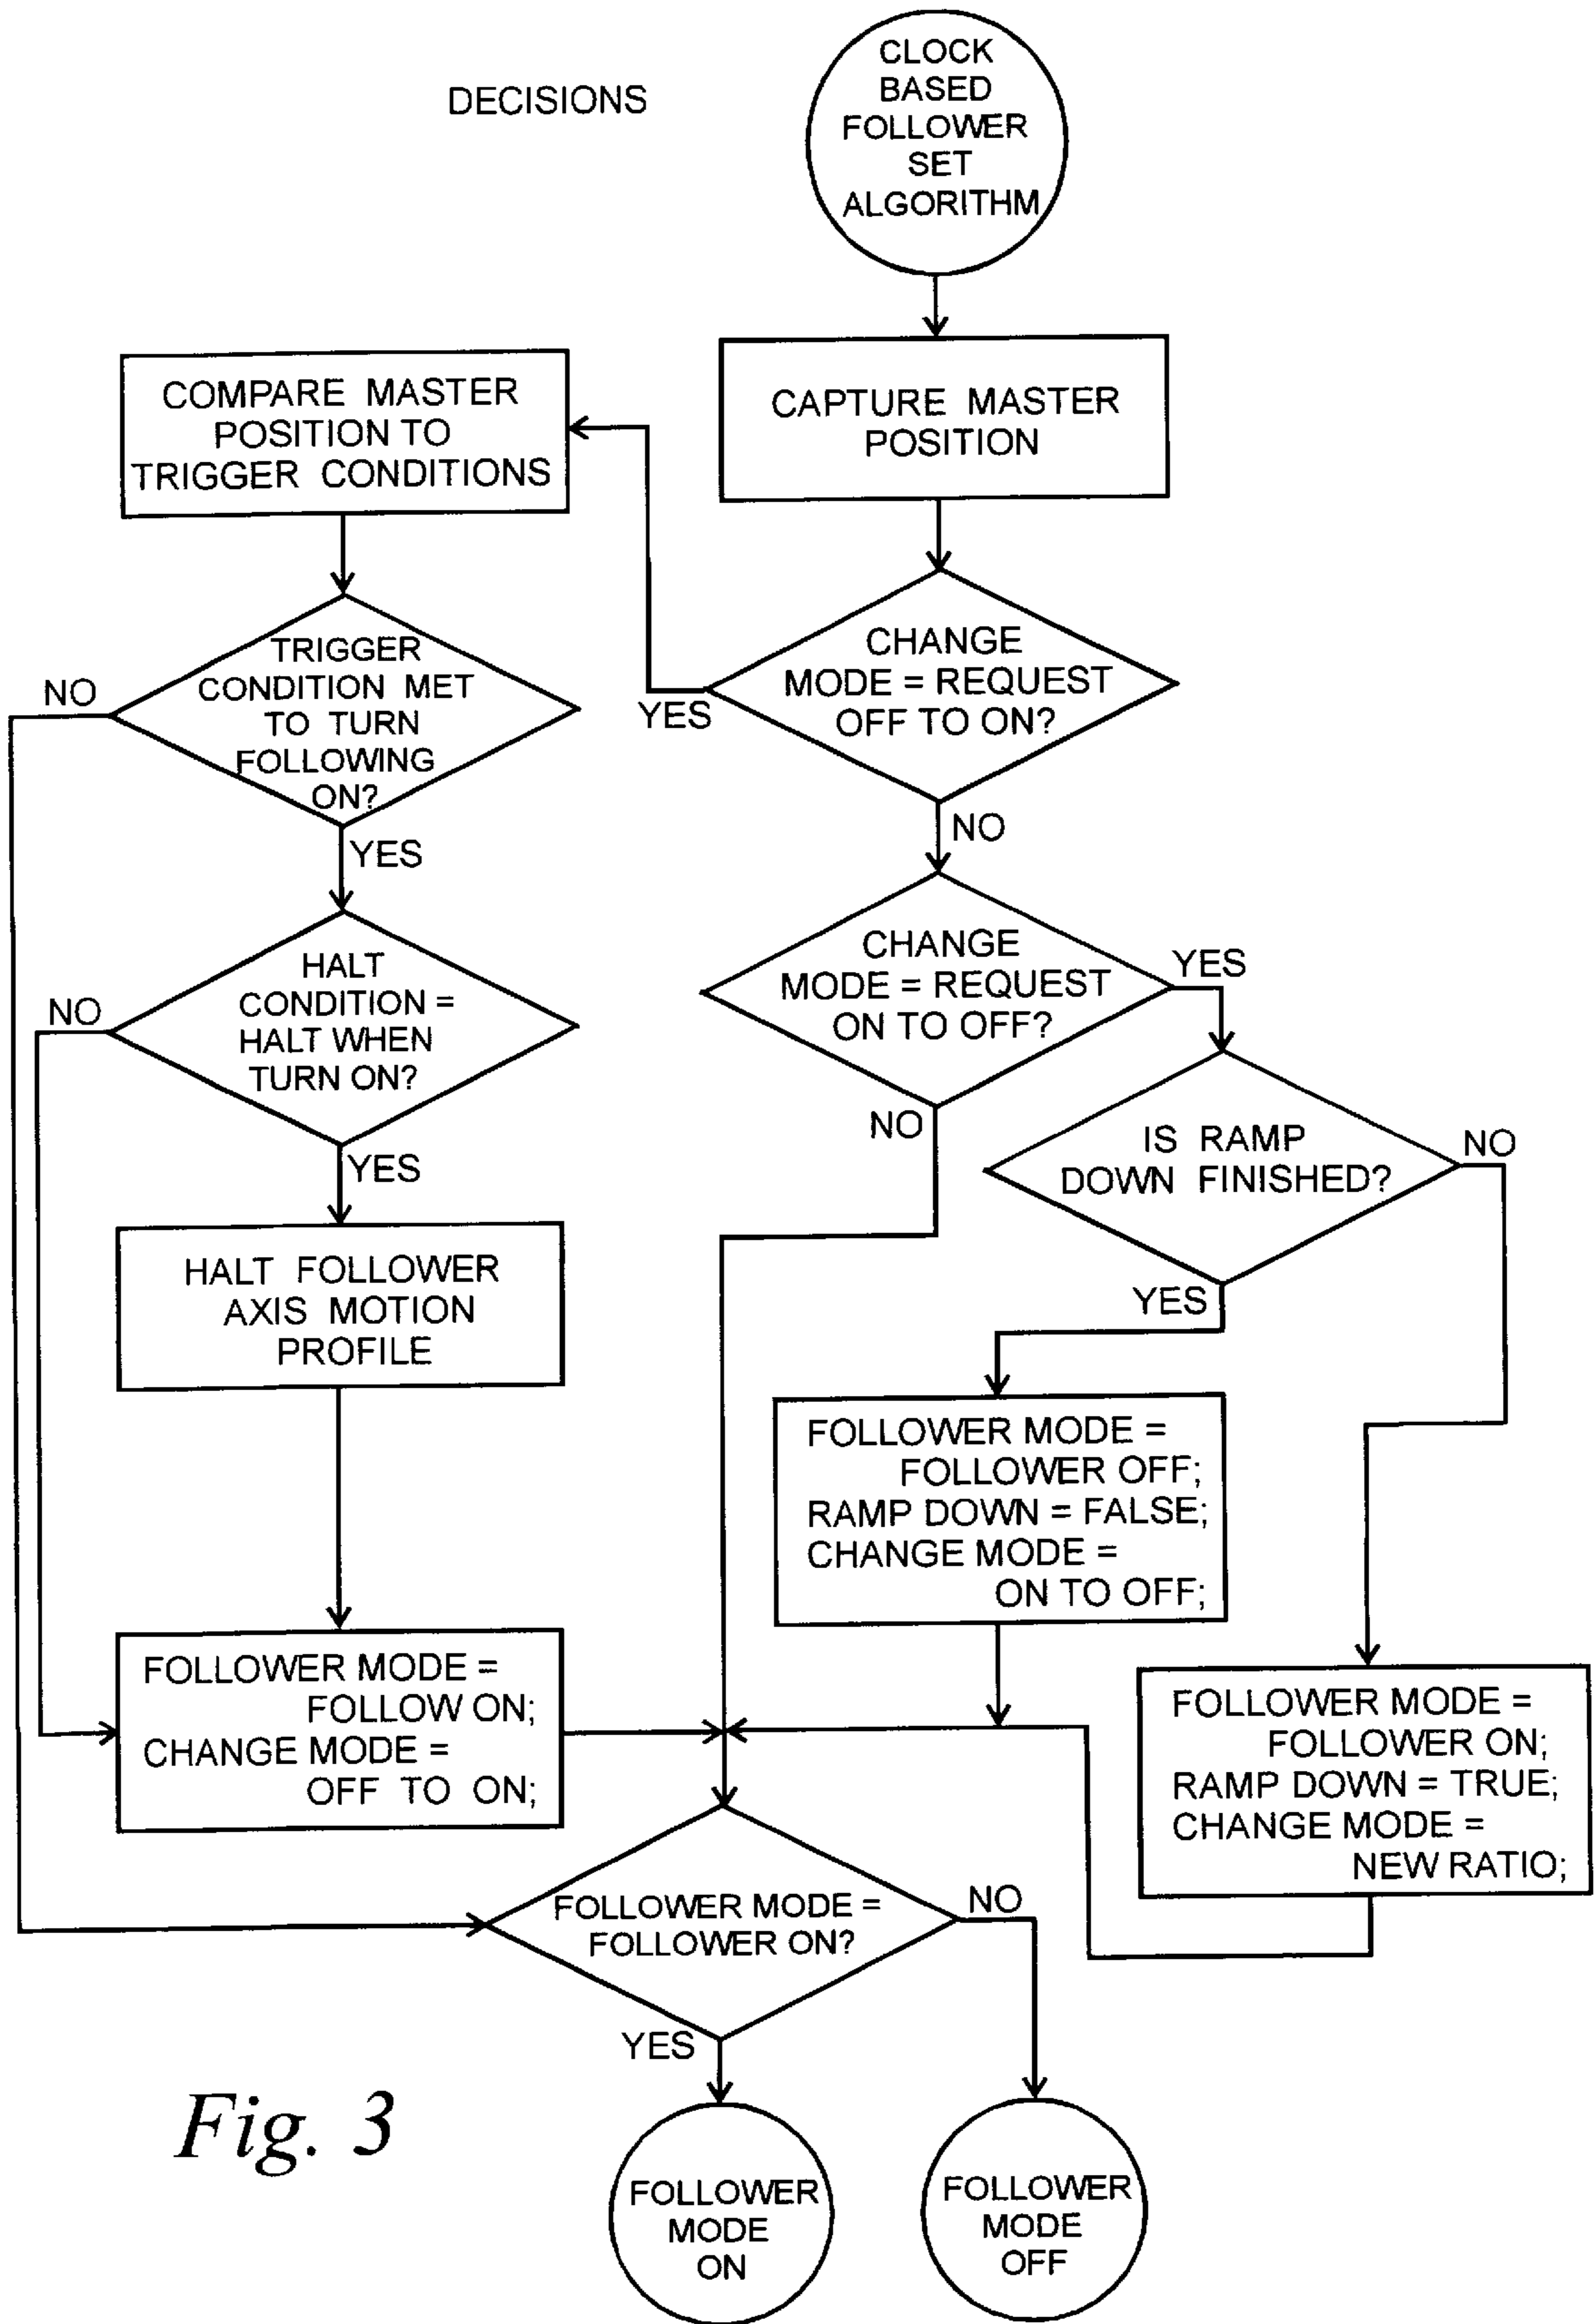 DECISIONS
CLOCK
BASED
FOLLOWER
SET
ALGORITHM
CAPTURE MASTER
POSITION
COMPARE MASTER
POSITION TO
TRIGGER CONDITIONS
CHANGE
MODE = REQUEST
OFF TO ON?
YES
NO
TRIGGER
CONDITION MET
TO TURN
FOLLOWING
ON?
NO
YES
HALT
CONDITION =
HALT WHEN
TURN ON?
NO
YES
CHANGE
MODE = REQUEST
ON TO OFF?
YES
NO
IS RAMP
DOWN FINISHED?
NO
YES
HALT FOLLOWER
AXIS MOTION
PROFILE
FOLLOWER MODE =
FOLLOWER OFF;
RAMP DOWN = FALSE;
CHANGE MODE =
ON TO OFF;
FOLLOWER MODE =
FOLLOW ON;
CHANGE MODE =
OFF TO ON;
FOLLOWER MODE =
FOLLOWER ON;
RAMP DOWN = TRUE;
CHANGE MODE =
NEW RATIO;
FOLLOWER MODE =
FOLLOWER ON?
NO
YES
FOLLOWER
MODE
ON
FOLLOWER
MODE
OFF
Fig. 3